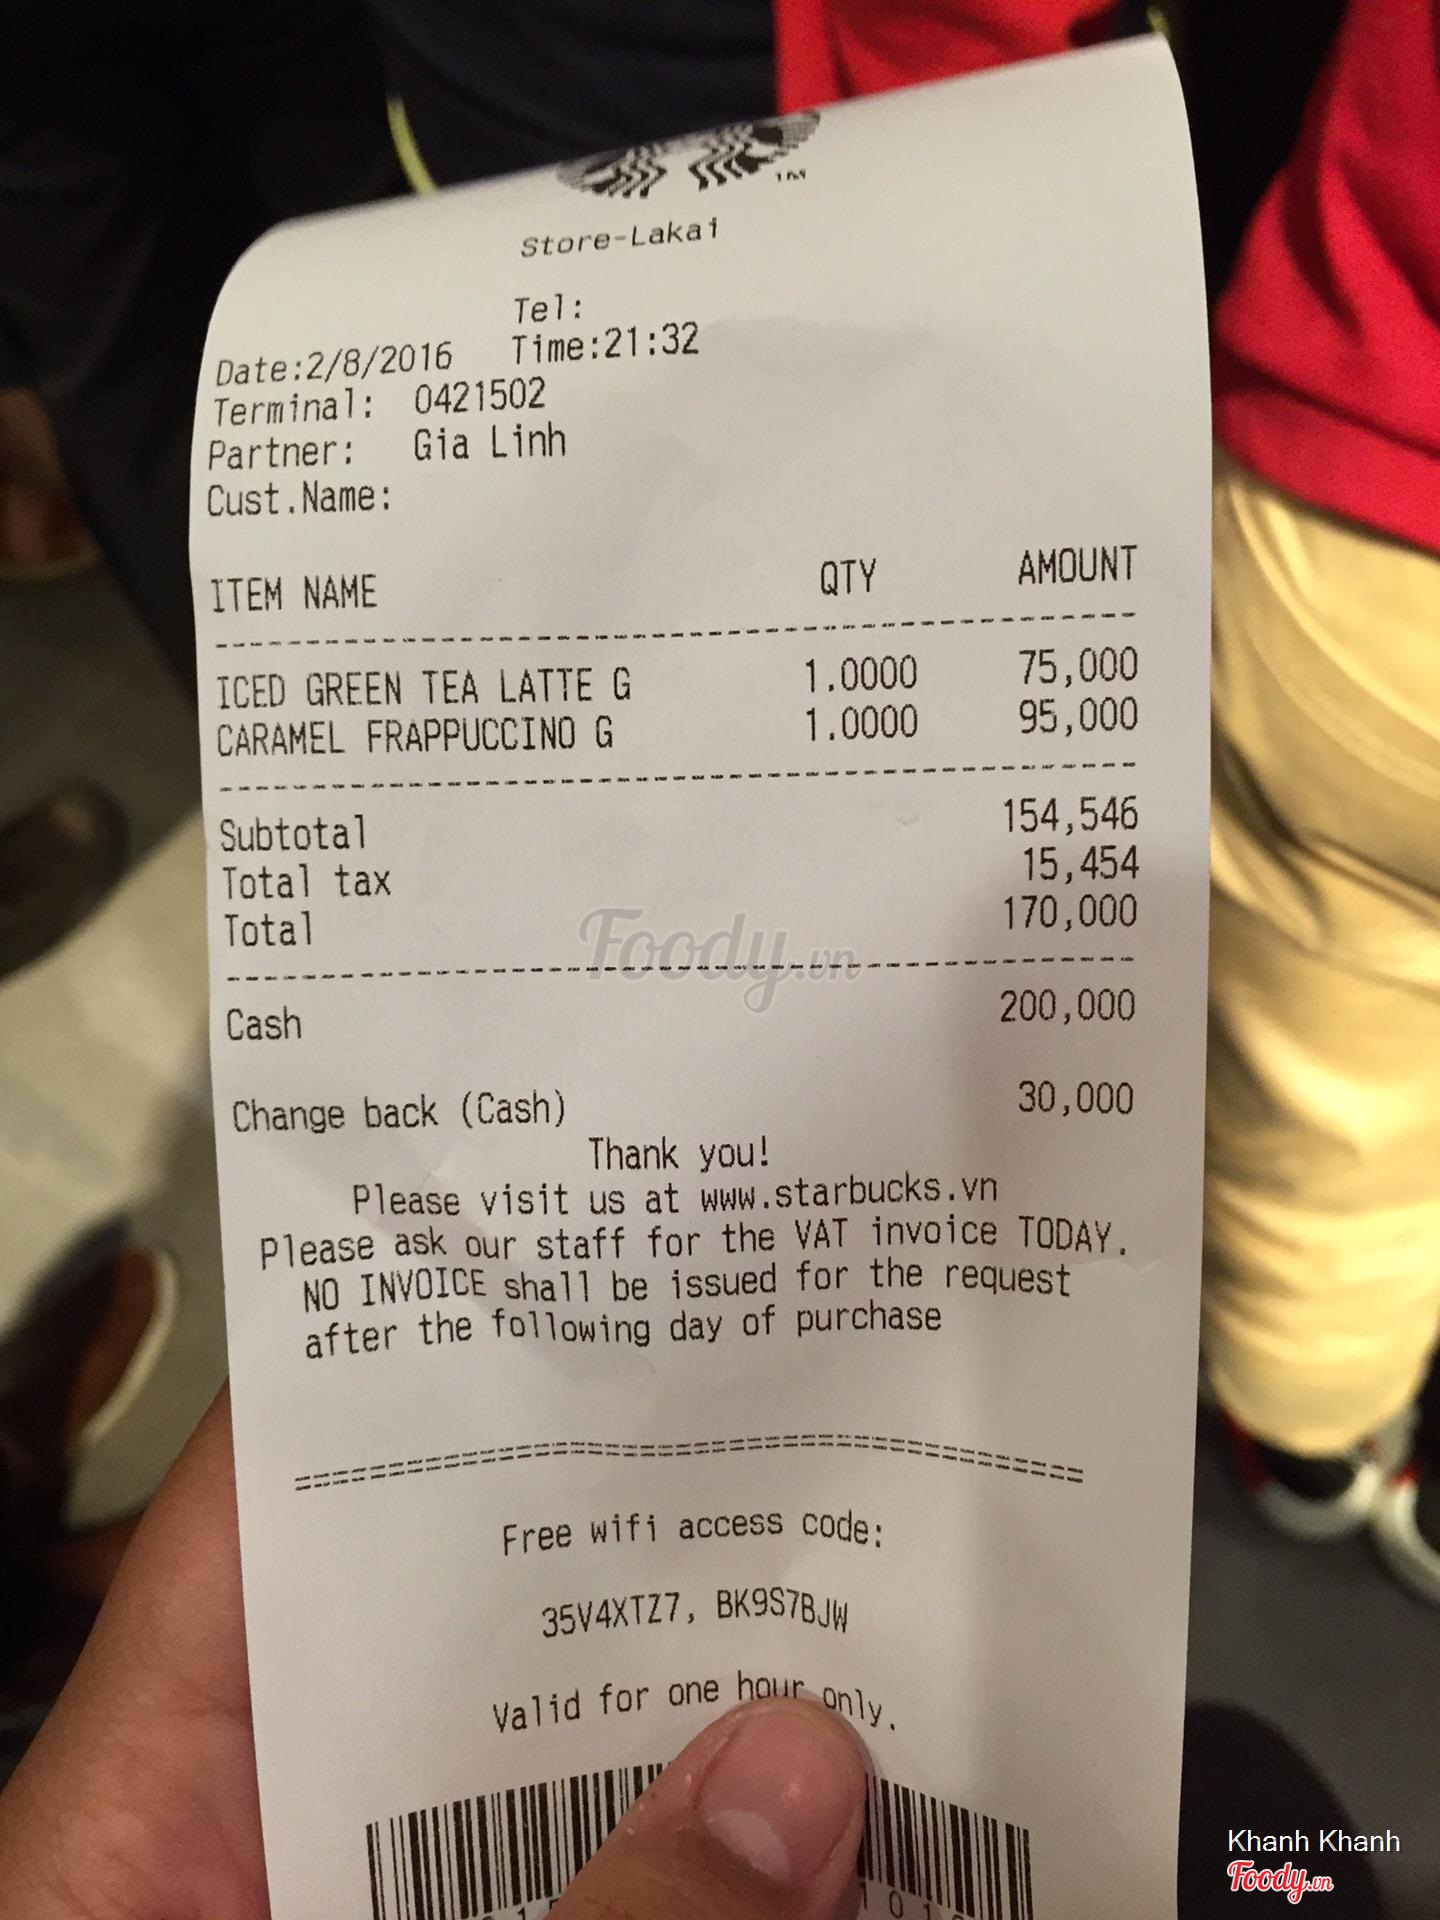 TM
Store-Lakai
Tel:
Date:2/8/2016 Time:21:32
Terminal: 0421502
Partner: Gia Linh
Cust.Name:
ITEM NAME QTY AMOUNT
ICED GREEN TEA LATTE G 1.0000 75,000
CARAMEL FRAPPUCCINO G 1.0000 95,000
Subtotal 154,546
Total tax 15,454
Total 170,000
Foody.vn
Cash 200,000
Change back (Cash) 30,000
Thank you!
Please visit us at www.starbucks.vn
Please ask our staff for the VAT invoice TODAY.
NO INVOICE shall be issued for the request
after the following day of purchase
Free wifi access code:
35V4XTZ7, BK9S7BJW
Valid for one hour only.
Khanh Khanh
Foody.vn